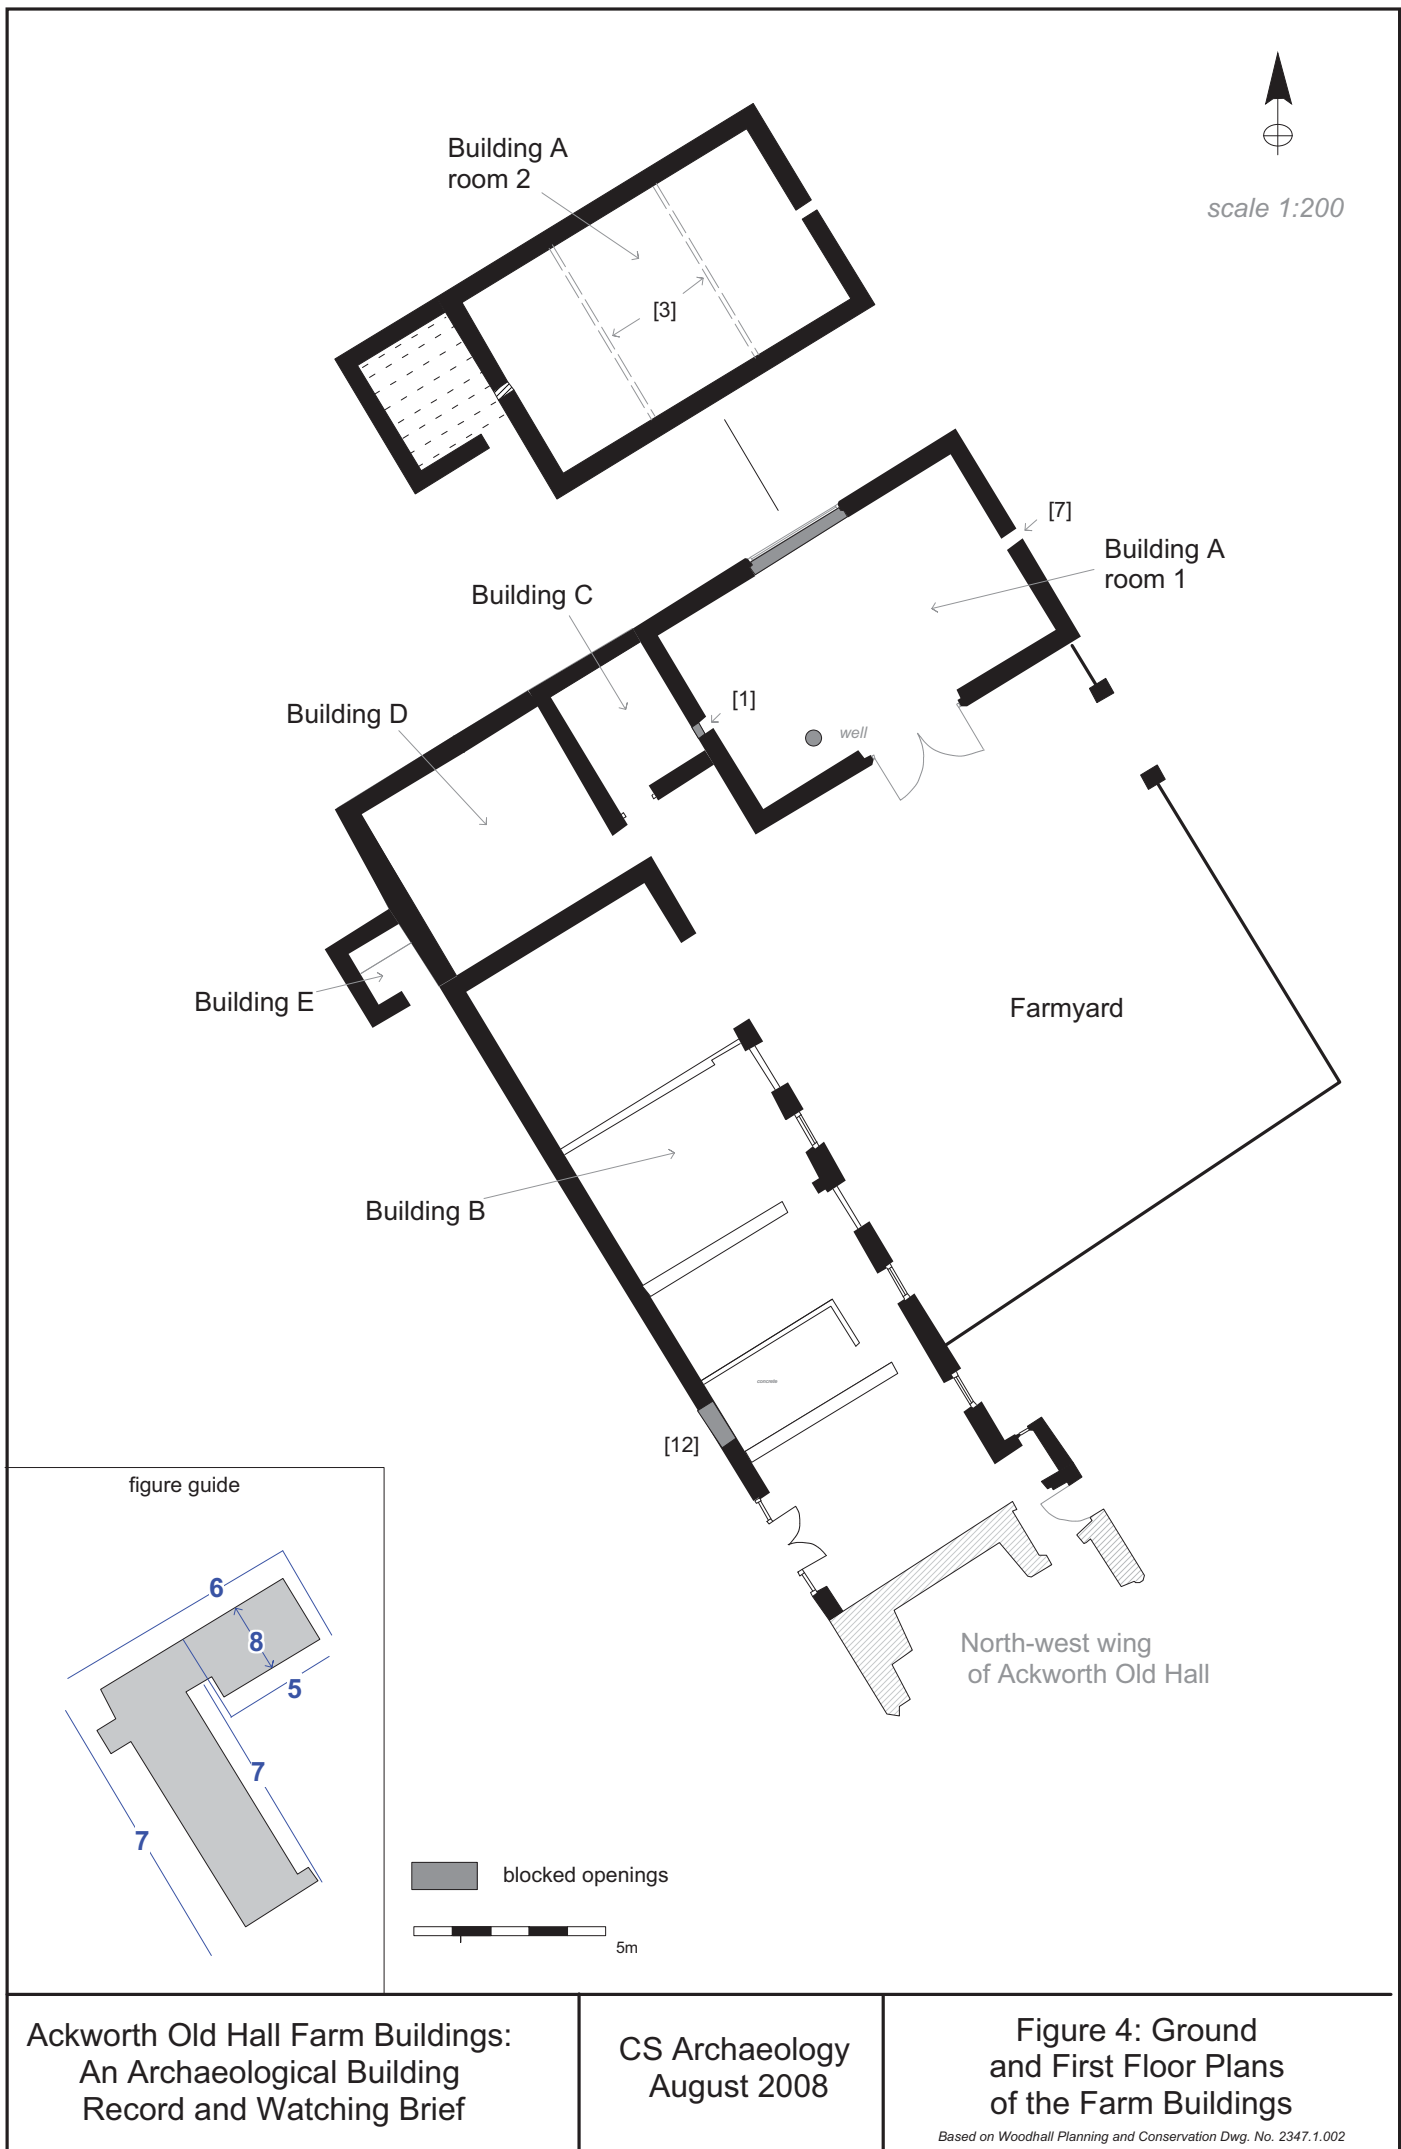 Building A
room 2
scale 1:200
[3]
[7]
Building A
room 1
Building C
[1]
well
Building D
Building E
Farmyard
Building B
concrete
[12]
figure guide
6
8
5
7
7
North-west wing
of Ackworth Old Hall
blocked openings
5m
Ackworth Old Hall Farm Buildings:
An Archaeological Building
Record and Watching Brief
CS Archaeology
August 2008
Figure 4: Ground
and First Floor Plans
of the Farm Buildings
Based on Woodhall Planning and Conservation Dwg. No. 2347.1.002